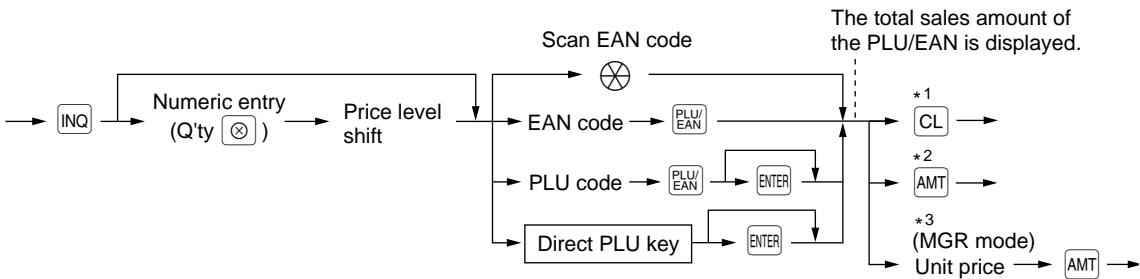 The total sales amount of
the PLU/EAN is displayed.
Scan EAN code
INQ
Numeric entry
(Q'ty ⊗ )
Price level
shift
EAN code
PLU/
EAN
PLU code
PLU/
EAN
ENTER
Direct PLU key
ENTER
*1
CL
*2
AMT
*3
(MGR mode)
Unit price
AMT